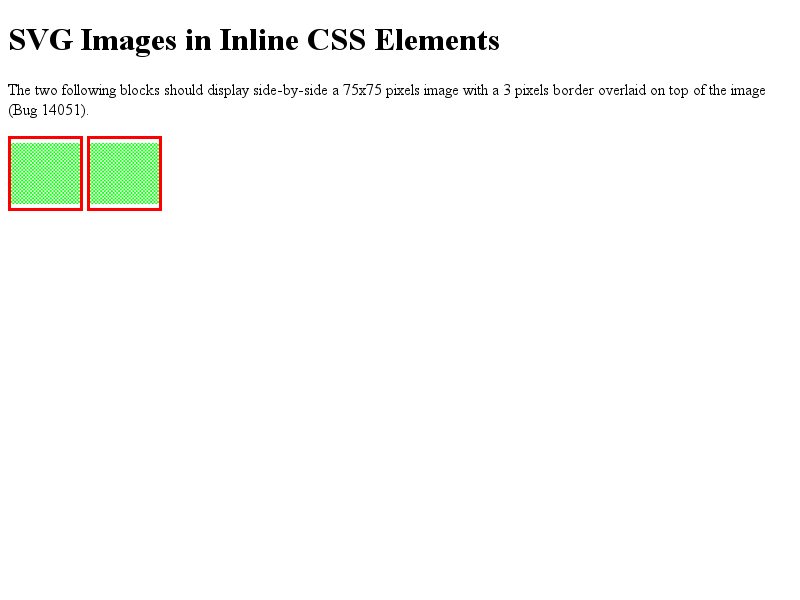 SVG Images in Inline CSS Elements
The two following blocks should display side-by-side a 75x75 pixels image with a 3 pixels border overlaid on top of the image
(Bug 14051).